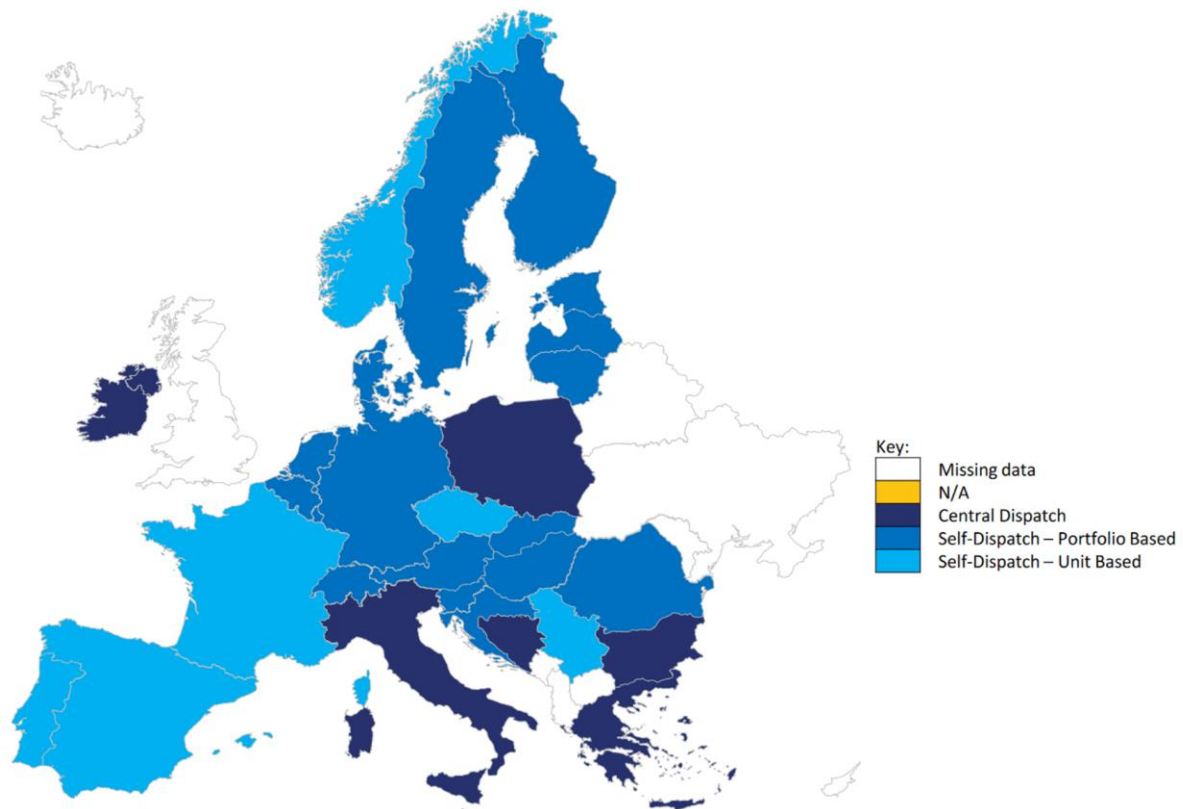 Key:
Missing data
N/A
Central Dispatch
Self-Dispatch – Portfolio Based
Self-Dispatch – Unit Based